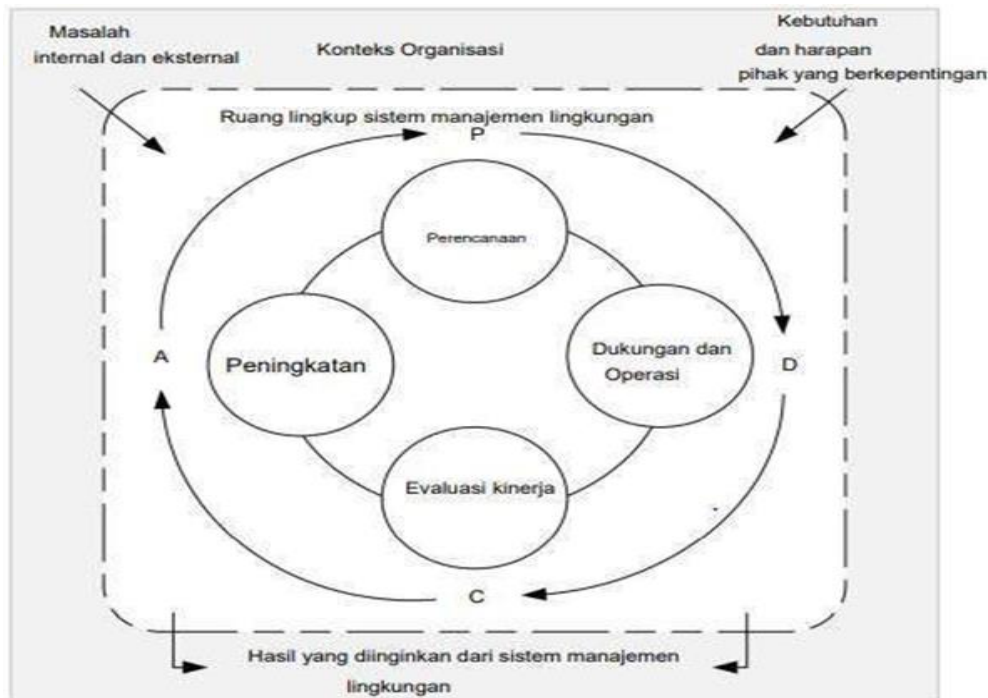 Masalah
internal dan eksternal
Konteks Organisasi
Kebutuhan
dan harapan
pihak yang berkepentingan
Ruang lingkup sistem manajemen lingkungan
P
Perencanaan
A
Peningkatan
Dukungan dan
Operasi
D
Evaluasi kinerja
C
Hasil yang diinginkan dari sistem manajemen
lingkungan